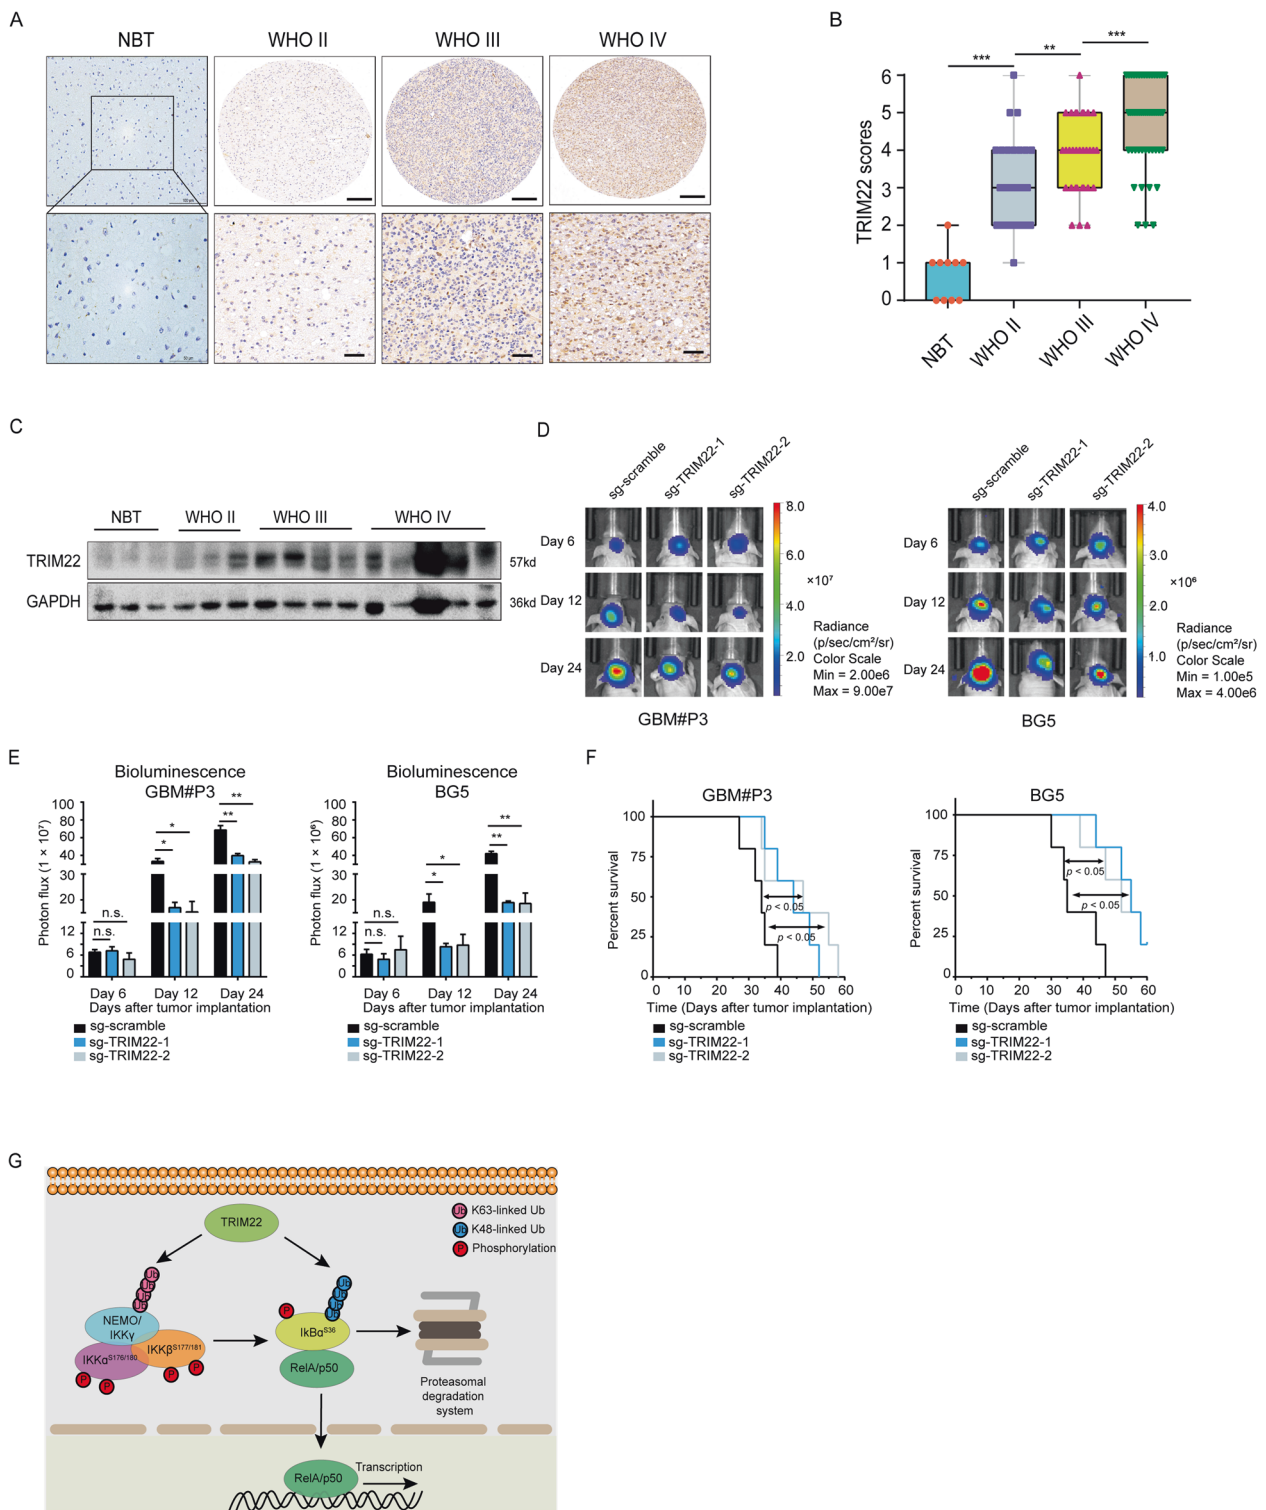 A
NBT
WHO II
WHO III
WHO IV
B
***
**
***
TRIM22 scores
6
5
4
3
2
1
0
NBT
WHO II
WHO III
WHO IV
C
NBT
WHO II
WHO III
WHO IV
TRIM22
57kd
GAPDH
36kd
D
sg-scramble
sg-TRIM22-1
sg-TRIM22-2
Day 6
Day 12
Day 24
8.0
6.0
×10⁷
4.0
2.0
Radiance
(p/sec/cm²/sr)
Color Scale
Min = 2.00e6
Max = 9.00e7
GBM#P3
sg-scramble
sg-TRIM22-1
sg-TRIM22-2
Day 6
Day 12
Day 24
4.0
3.0
×10⁶
2.0
1.0
Radiance
(p/sec/cm²/sr)
Color Scale
Min = 1.00e5
Max = 4.00e6
BG5
E
Bioluminescence
GBM#P3
Photon flux (1 × 10⁷)
100
80
60
40
20
12
6
0
n.s.
n.s.
*
*
**
**
Day 6
Day 12
Day 24
Days after tumor implantation
sg-scramble
sg-TRIM22-1
sg-TRIM22-2
Bioluminescence
BG5
Photon flux (1 × 10⁶)
100
80
60
40
20
12
6
0
n.s.
n.s.
*
*
**
**
Day 6
Day 12
Day 24
Days after tumor implantation
sg-scramble
sg-TRIM22-1
sg-TRIM22-2
F
GBM#P3
Percent survival
100
75
50
25
0
p < 0.05
p < 0.05
0 10 20 30 40 50 60
Time (Days after tumor implantation)
sg-scramble
sg-TRIM22-1
sg-TRIM22-2
BG5
Percent survival
100
75
50
25
0
p < 0.05
p < 0.05
0 10 20 30 40 50 60
Time (Days after tumor implantation)
sg-scramble
sg-TRIM22-1
sg-TRIM22-2
G
TRIM22
Ub K63-linked Ub
Ub K48-linked Ub
P Phosphorylation
Ub
Ub
Ub
Ub
NEMO/
IKKγ
IKKβS177/181
IKKαS176/180
P
P
P
P
Ub
Ub
Ub
Ub
P
IkBαS36
RelA/p50
Proteasomal
degradation
system
RelA/p50
Transcription